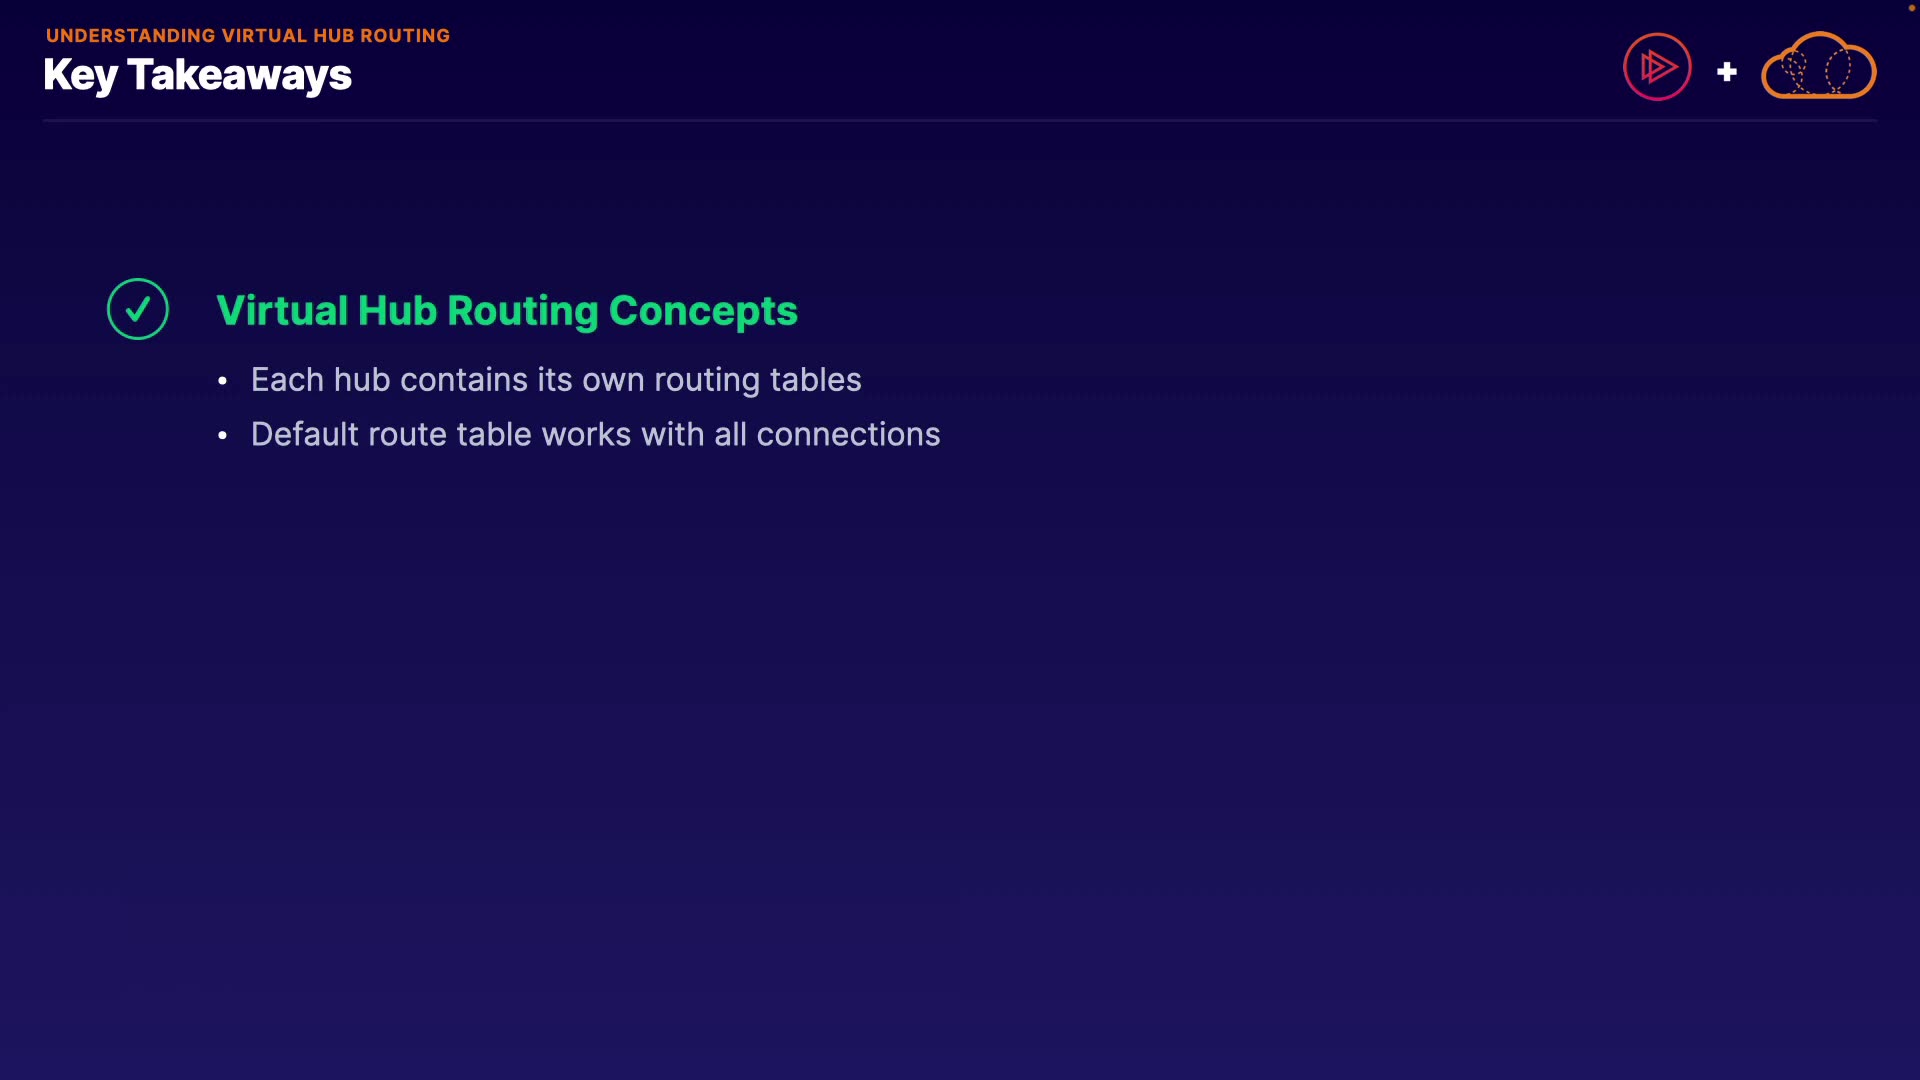 UNDERSTANDING VIRTUAL HUB ROUTING
Key Takeaways
Virtual Hub Routing Concepts
• Each hub contains its own routing tables
• Default route table works with all connections